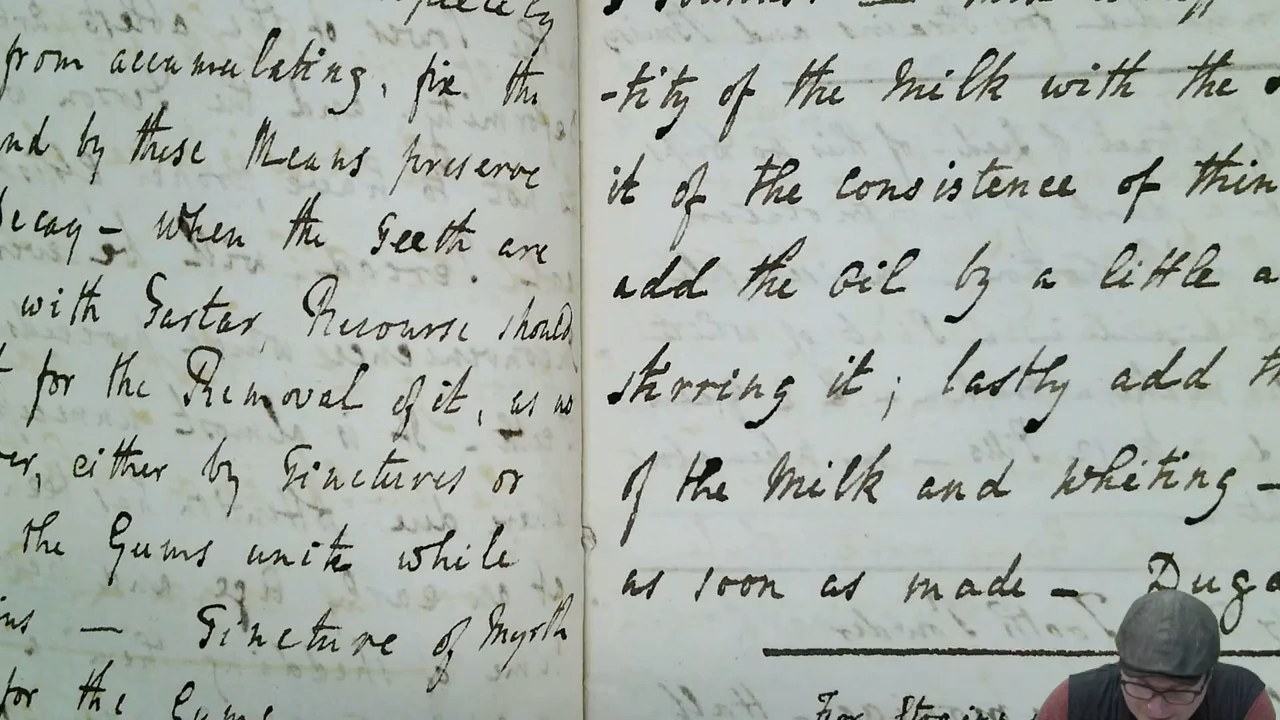 from accumulating, fix the
and by these Means preserve
Decay – When the Teeth are
with Tartar, Recourse should
for the Removal of it, as no
either by Tinctures or
the Gums unite while
— Tincture of Myrrh
for the Gums
-tity of the Milk with the
it of the Consistence of thin
add the Oil by a little a
stirring it; lastly add th
of the Milk and Whiting –
as soon as made –